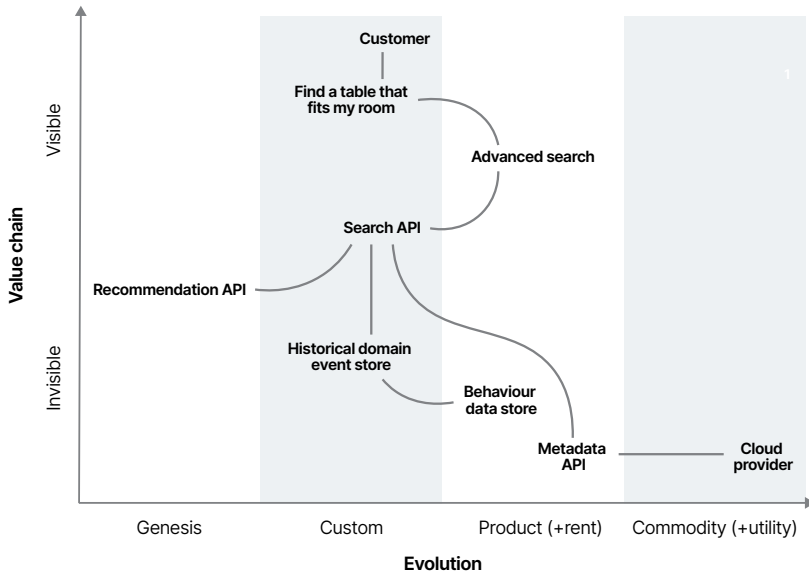 Customer
Find a table that
fits my room
1
Visible
Advanced search
Value chain
Search API
Recommendation API
Historical domain
event store
Invisible
Behaviour
data store
Metadata
API
Cloud
provider
Genesis
Custom
Product (+rent)
Commodity (+utility)
Evolution